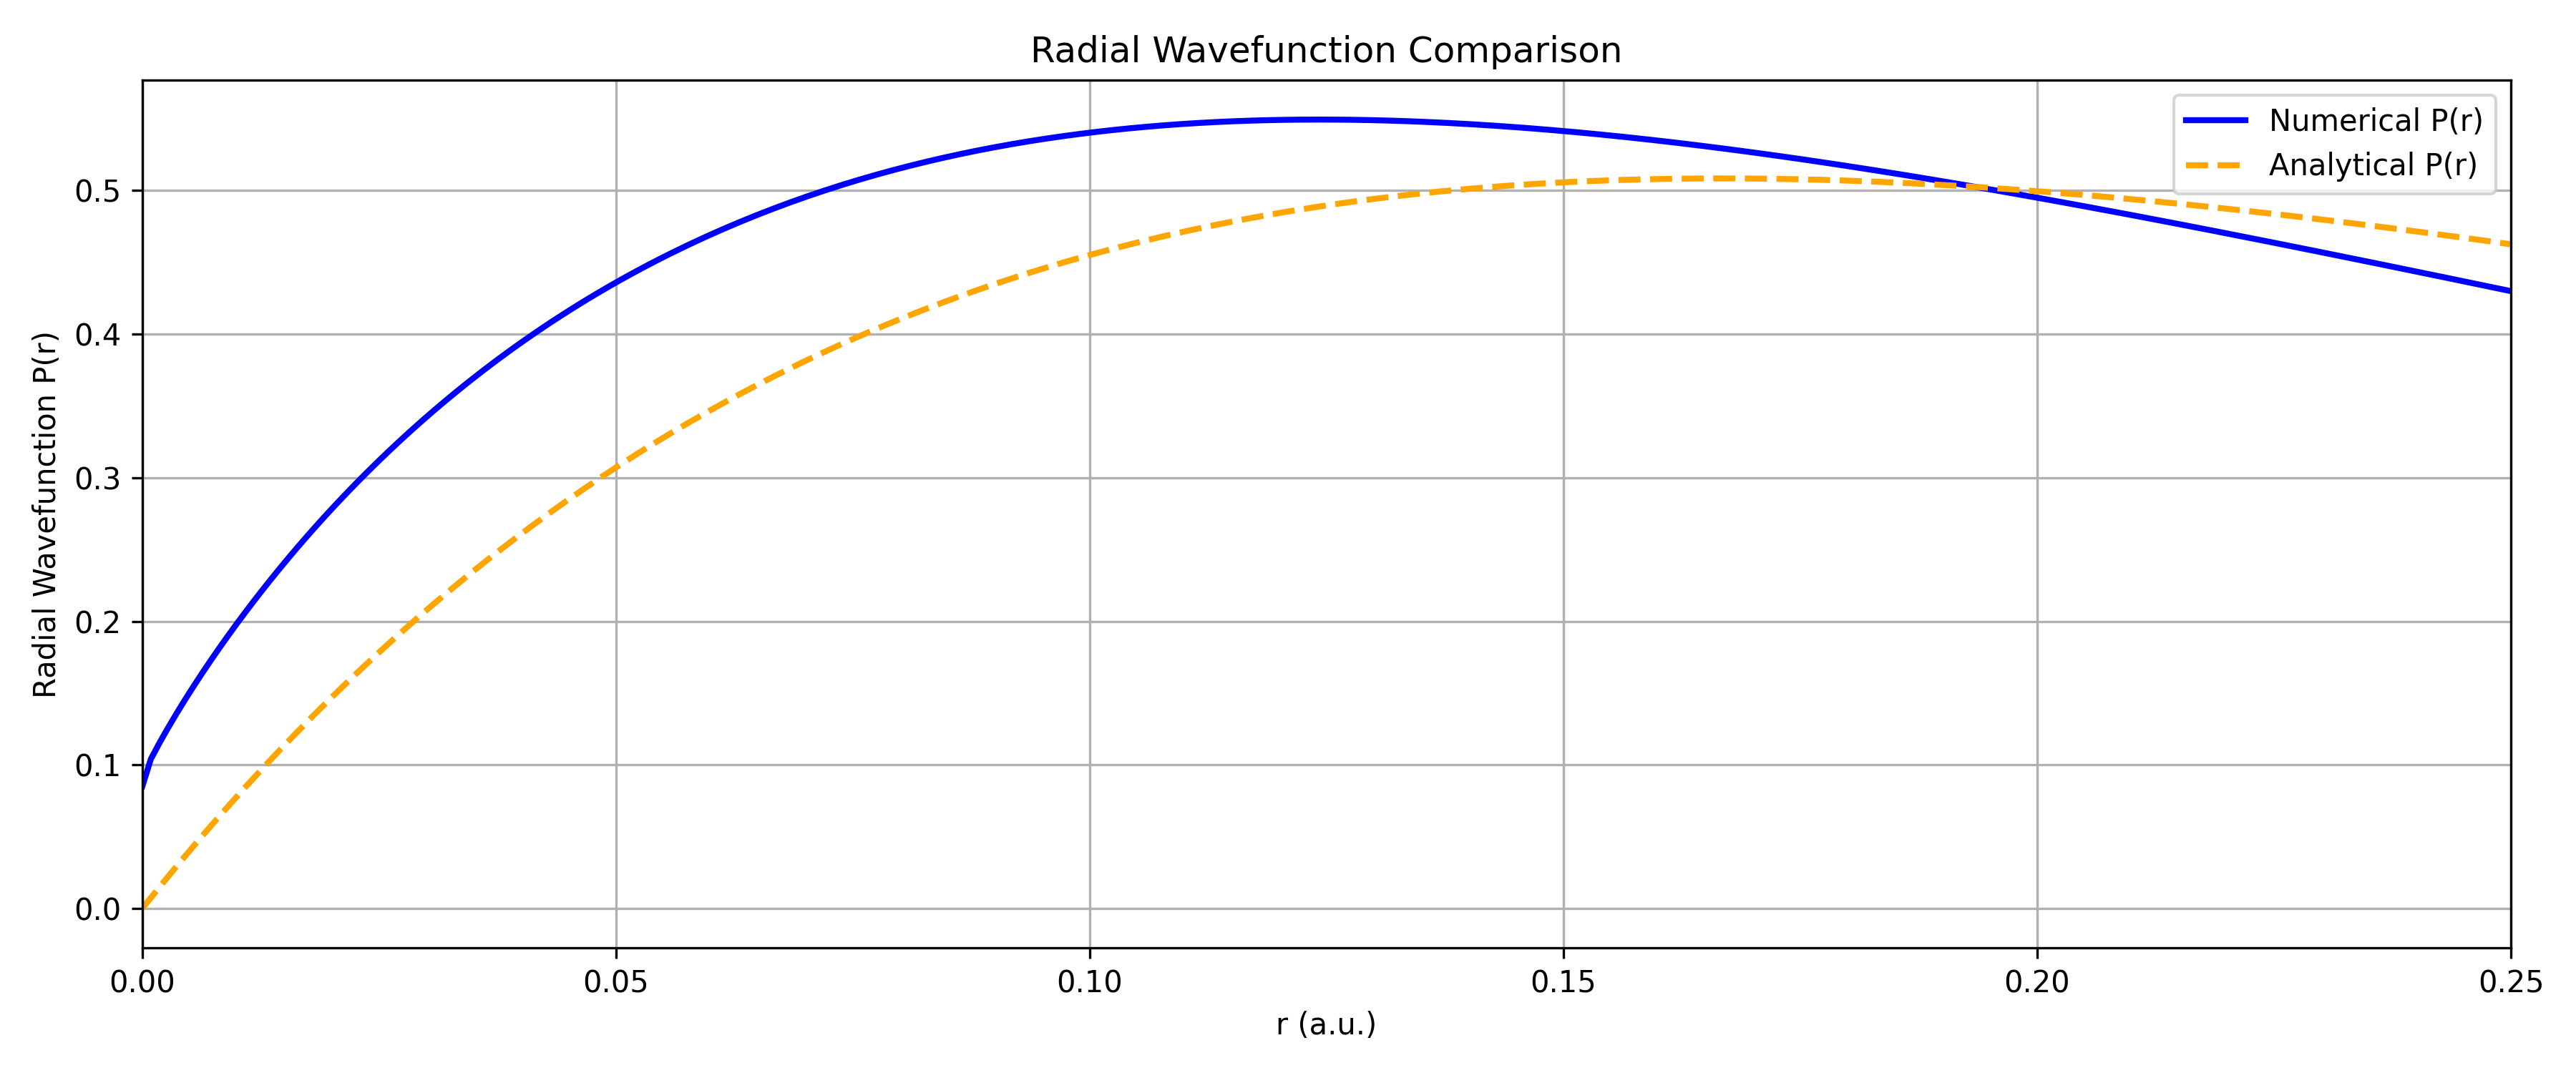 Radial Wavefunction Comparison
Numerical P(r)
Analytical P(r)
Radial Wavefunction P(r)
0.5
0.4
0.3
0.2
0.1
0.0
0.00 0.05 0.10 0.15 0.20 0.25
r (a.u.)